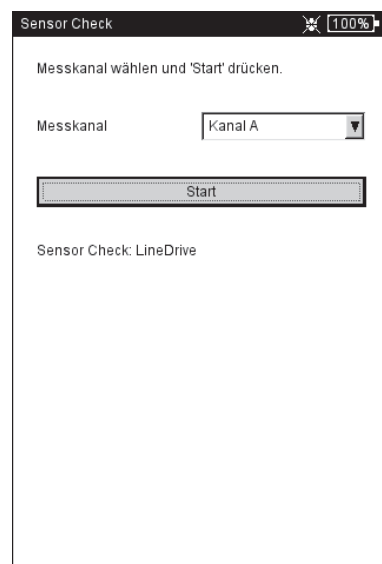 Sensor Check 100%
Messkanal wählen und 'Start' drücken.
Messkanal Kanal A
Start
Sensor Check: LineDrive